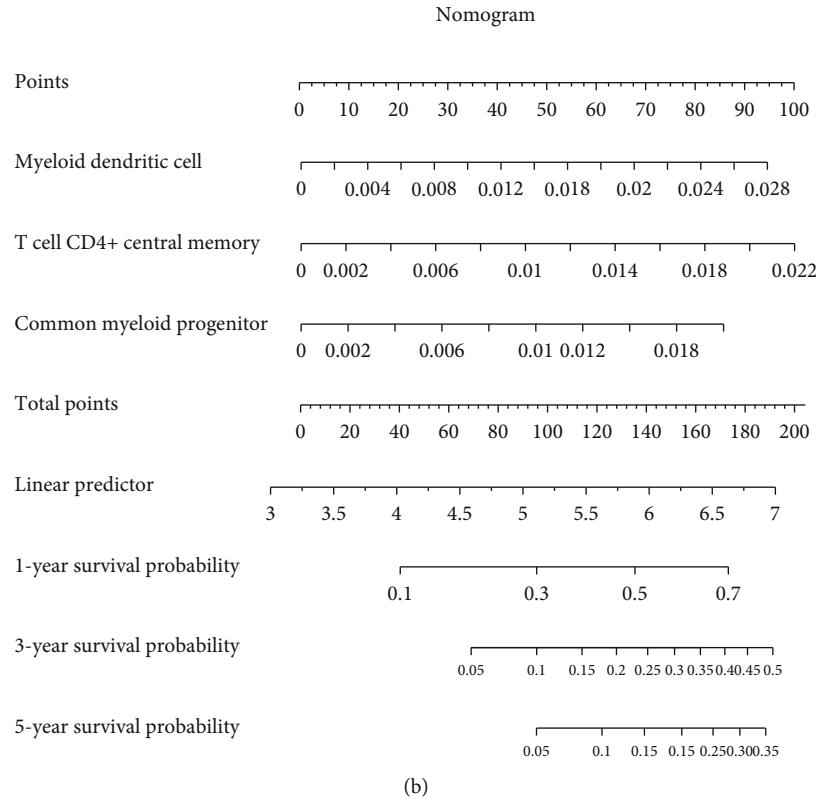 Nomogram
Points
0 10 20 30 40 50 60 70 80 90 100
Myeloid dendritic cell
0 0.004 0.008 0.012 0.018 0.02 0.024 0.028
T cell CD4+ central memory
0 0.002 0.006 0.01 0.014 0.018 0.022
Common myeloid progenitor
0 0.002 0.006 0.01 0.012 0.018
Total points
0 20 40 60 80 100 120 140 160 180 200
Linear predictor
3 3.5 4 4.5 5 5.5 6 6.5 7
1-year survival probability
0.1 0.3 0.5 0.7
3-year survival probability
0.05 0.1 0.15 0.2 0.25 0.3 0.35 0.40 0.45 0.5
5-year survival probability
0.05 0.1 0.15 0.15 0.25 0.30 0.35
(b)